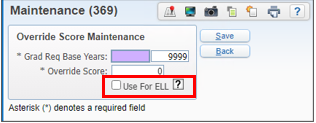 Maintenance (369)
Override Score Maintenance
* Grad Req Base Years: 9999
* Override Score: 0
Use For ELL ?
Save
Back
Asterisk (*) denotes a required field